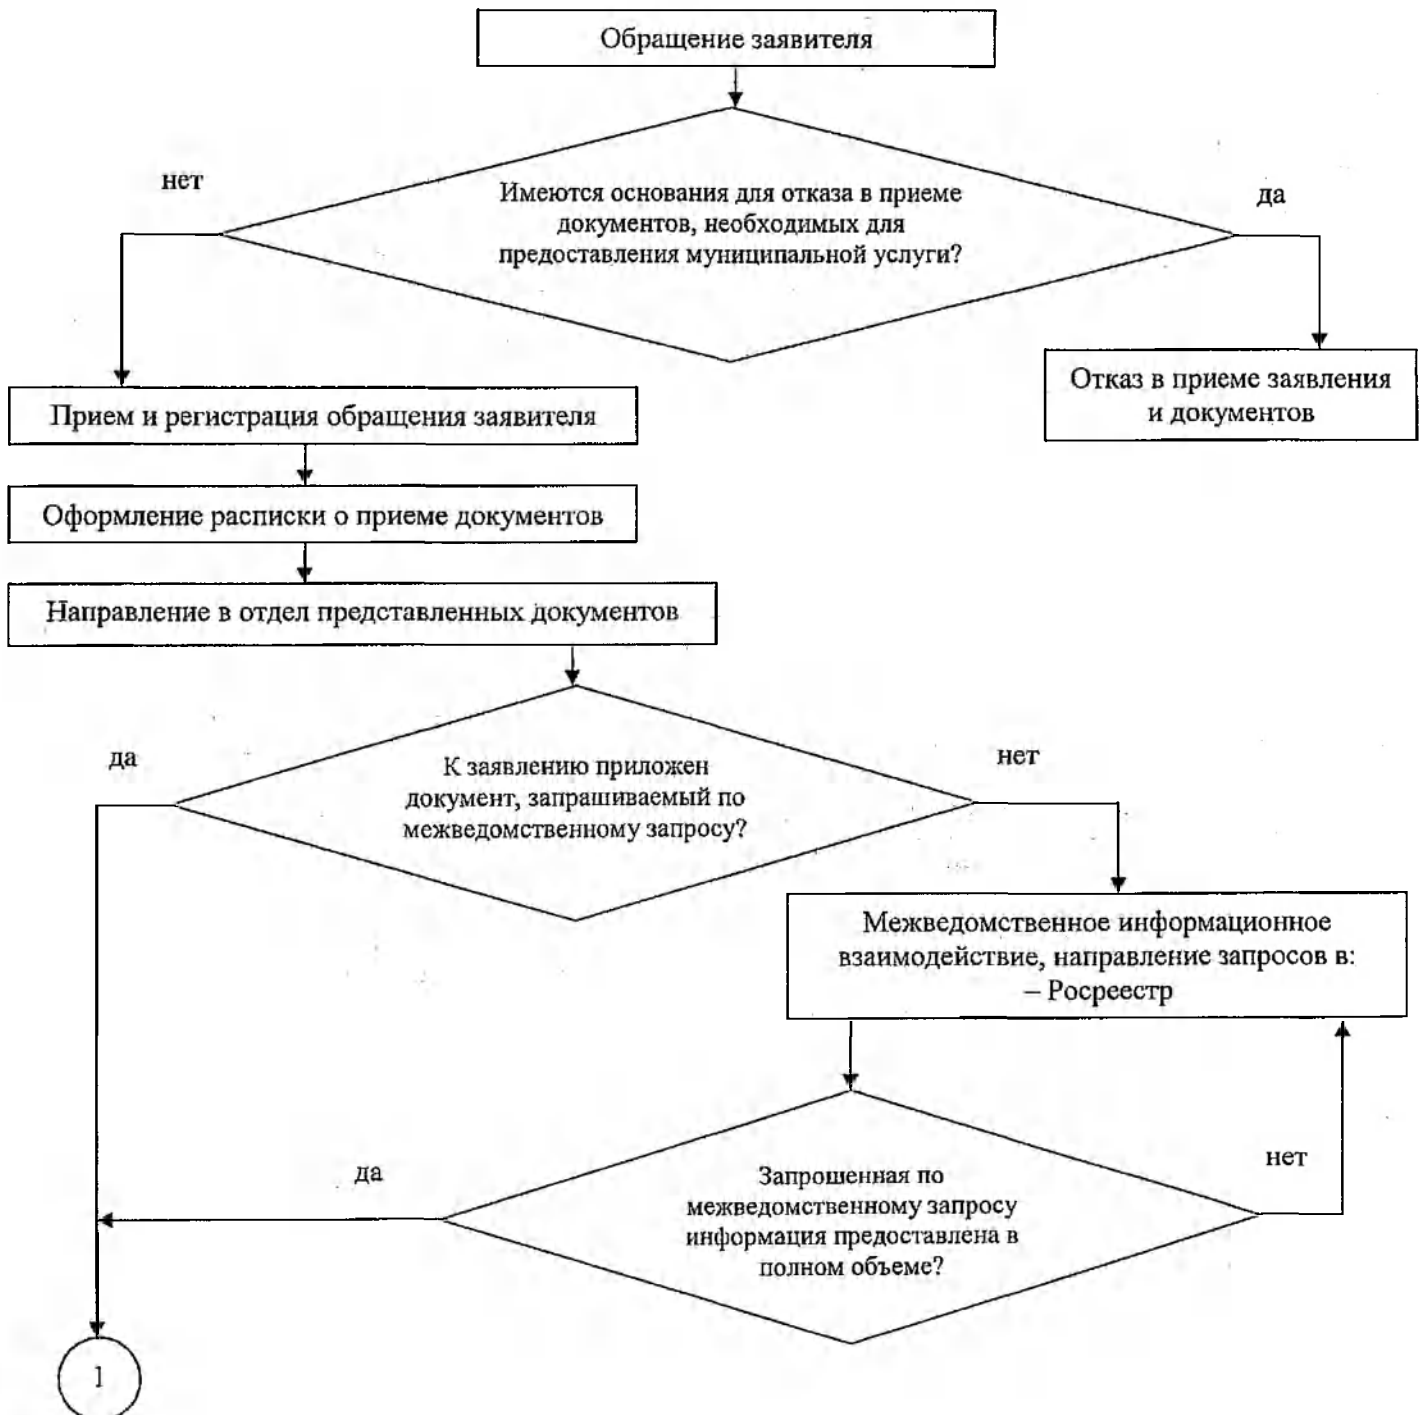 Обращение заявителя
нет
Имеются основания для отказа в приеме
документов, необходимых для
предоставления муниципальной услуги?
да
Отказ в приеме заявления
и документов
Прием и регистрация обращения заявителя
Оформление расписки о приеме документов
Направление в отдел представленных документов
да
К заявлению приложен
документ, запрашиваемый по
межведомственному запросу?
нет
Межведомственное информационное
взаимодействие, направление запросов в:
– Росреестр
да
Запрошенная по
межведомственному запросу
информация предоставлена в
полном объеме?
нет
1